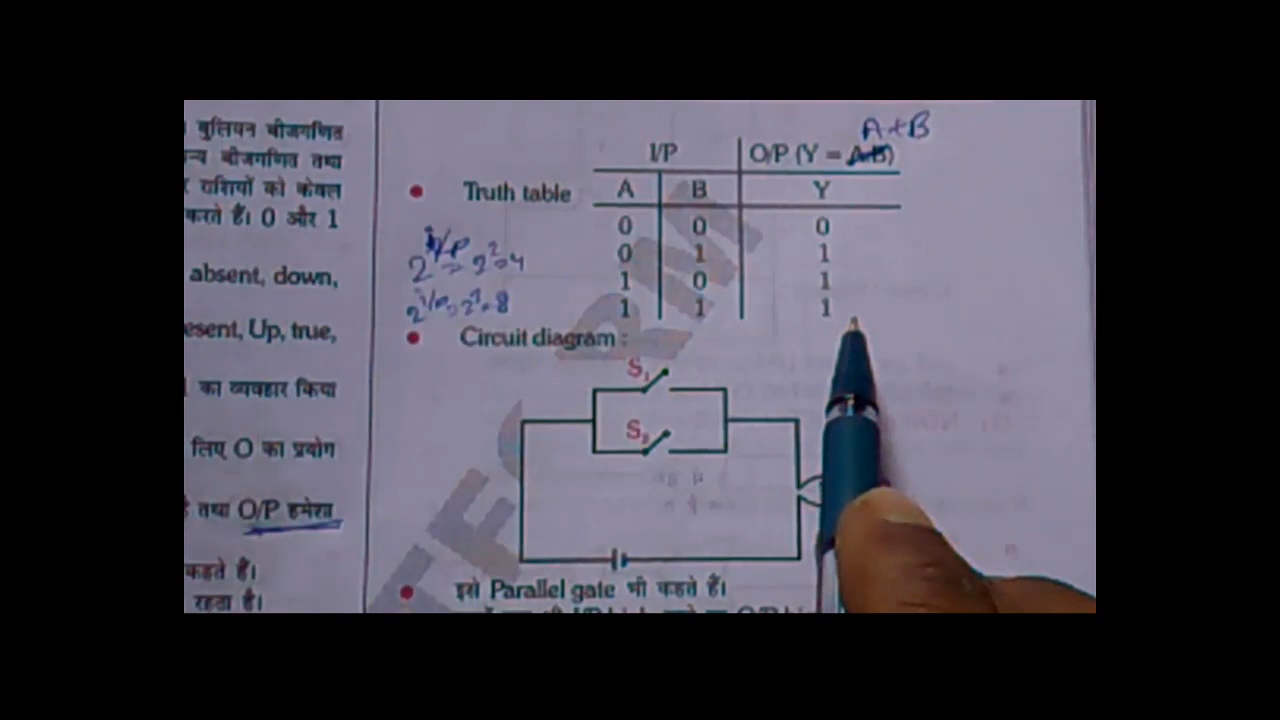 बुलियन बीजगणित
न्य बीजगणित तथा
राशियों को केवल
करते हैं। 0 और 1
absent, down,
esent, Up, true,
का व्यवहार किया
लिए O का प्रयोग
तथा O/P हमेशा
कहते हैं।
रहता है।
A+B
I/P O/P (Y = A·B)
• Truth table A B Y
0 0 0
0 1 1
1 0 1
1 1 1
2^I/P = 2^2 = 4
2^I/P = 2^3 = 8
• Circuit diagram :
S₁
S₂
• इसे Parallel gate भी कहते हैं।